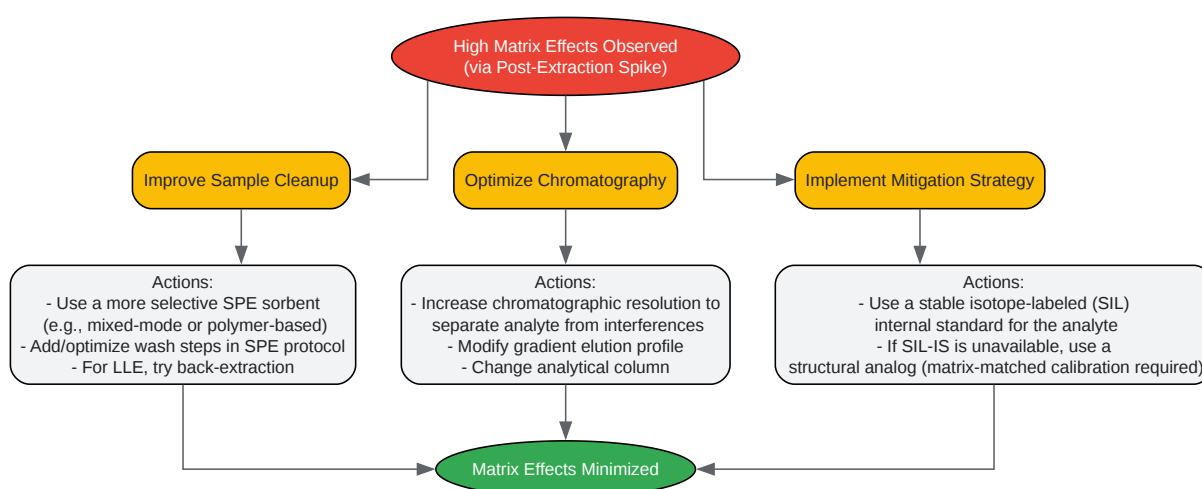 High Matrix Effects Observed
(via Post-Extraction Spike)
Improve Sample Cleanup
Optimize Chromatography
Implement Mitigation Strategy
Actions:
- Use a more selective SPE sorbent
(e.g., mixed-mode or polymer-based)
- Add/optimize wash steps in SPE protocol
- For LLE, try back-extraction
Actions:
- Increase chromatographic resolution to
separate analyte from interferences
- Modify gradient elution profile
- Change analytical column
Actions:
- Use a stable isotope-labeled (SIL)
internal standard for the analyte
- If SIL-IS is unavailable, use a
structural analog (matrix-matched calibration required)
Matrix Effects Minimized